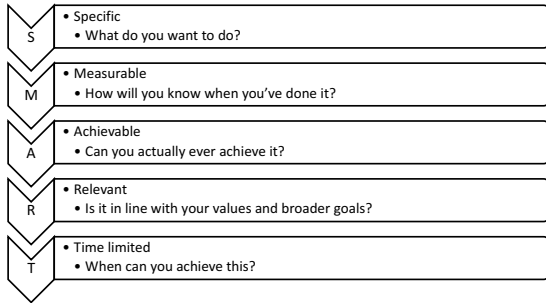 S
• Specific
• What do you want to do?
M
• Measurable
• How will you know when you've done it?
A
• Achievable
• Can you actually ever achieve it?
R
• Relevant
• Is it in line with your values and broader goals?
T
• Time limited
• When can you achieve this?